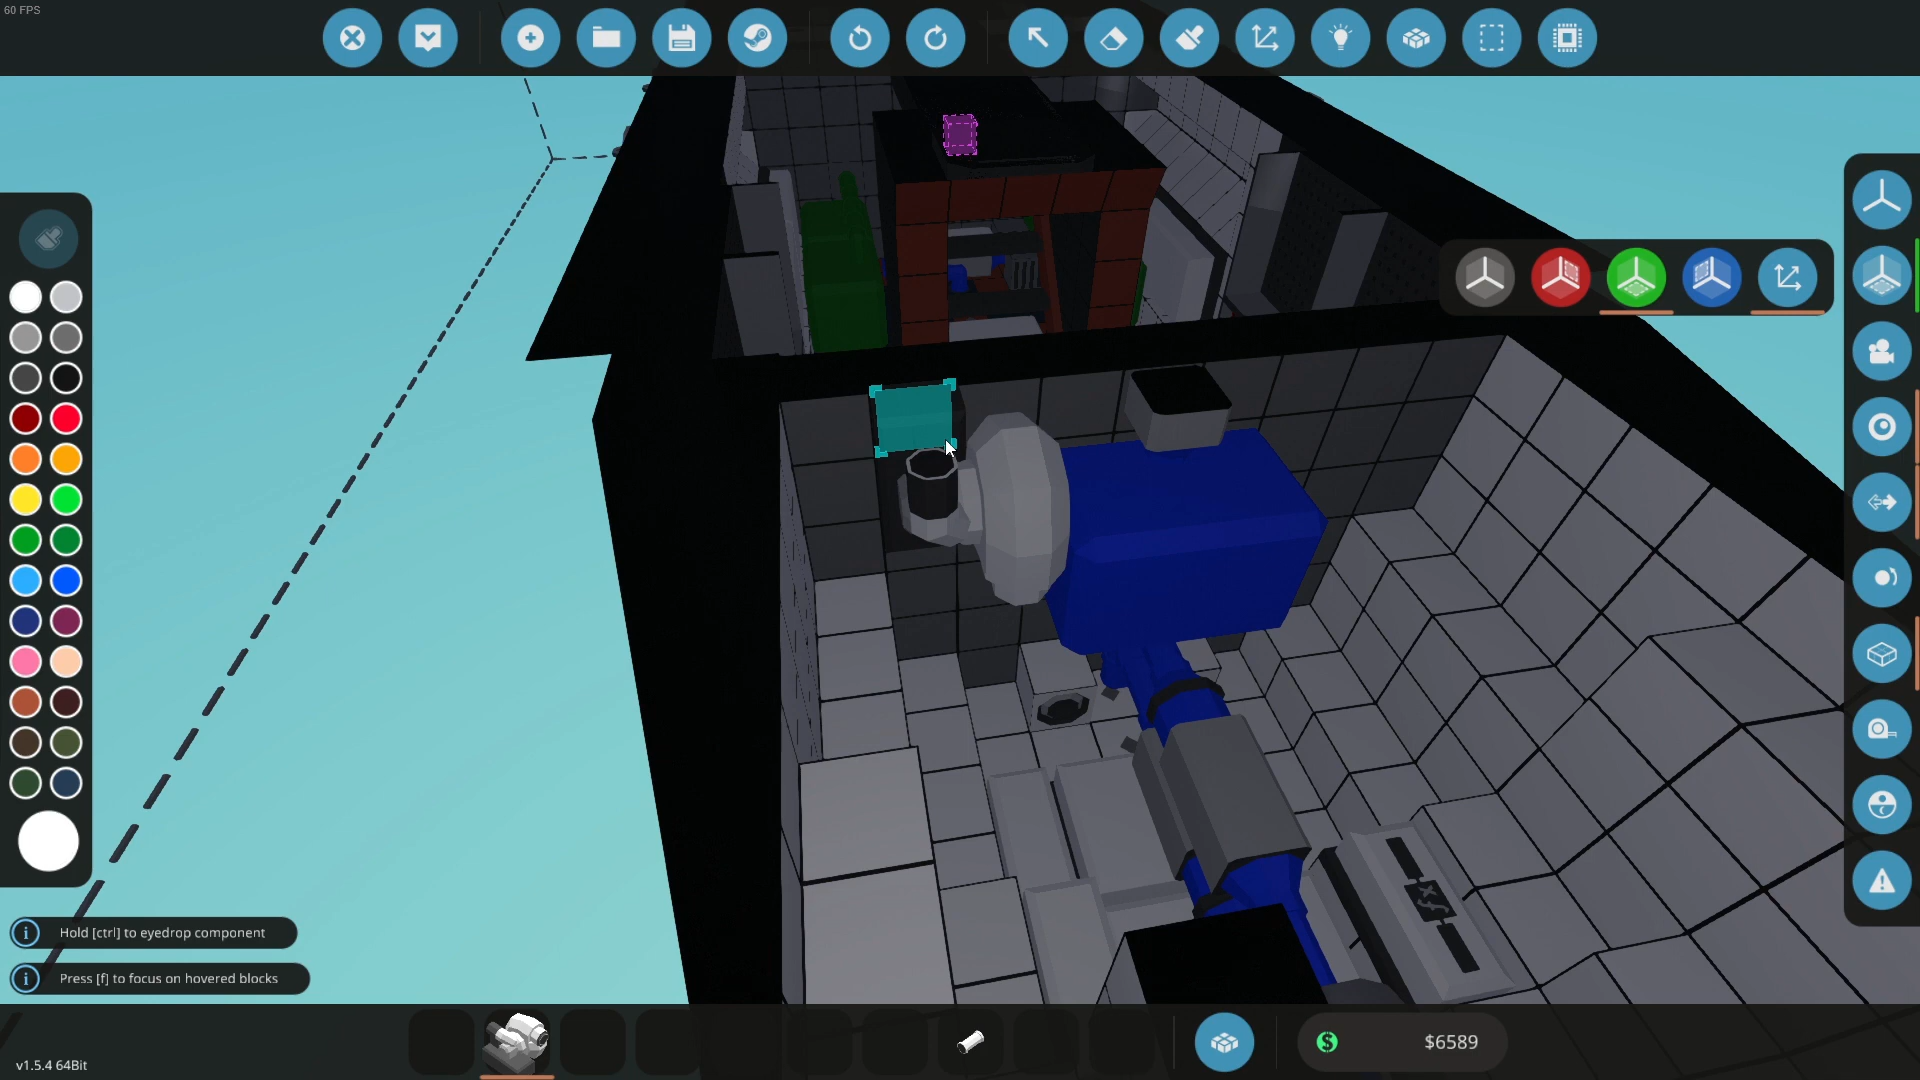 60 FPS
Hold [ctrl] to eyedrop component
Press [f] to focus on hovered blocks
v1.5.4 64Bit
$6589